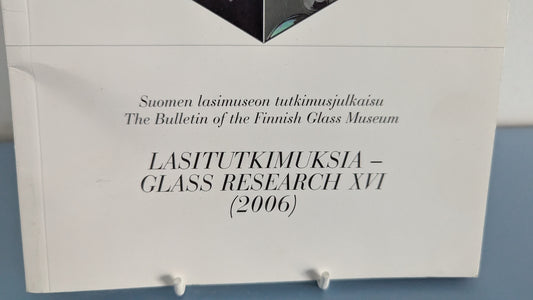 Suomen lasimuseon tutkimusjulkaisu
The Bulletin of the Finnish Glass Museum
LASITUTKIMUKSIA –
GLASS RESEARCH XVI
(2006)